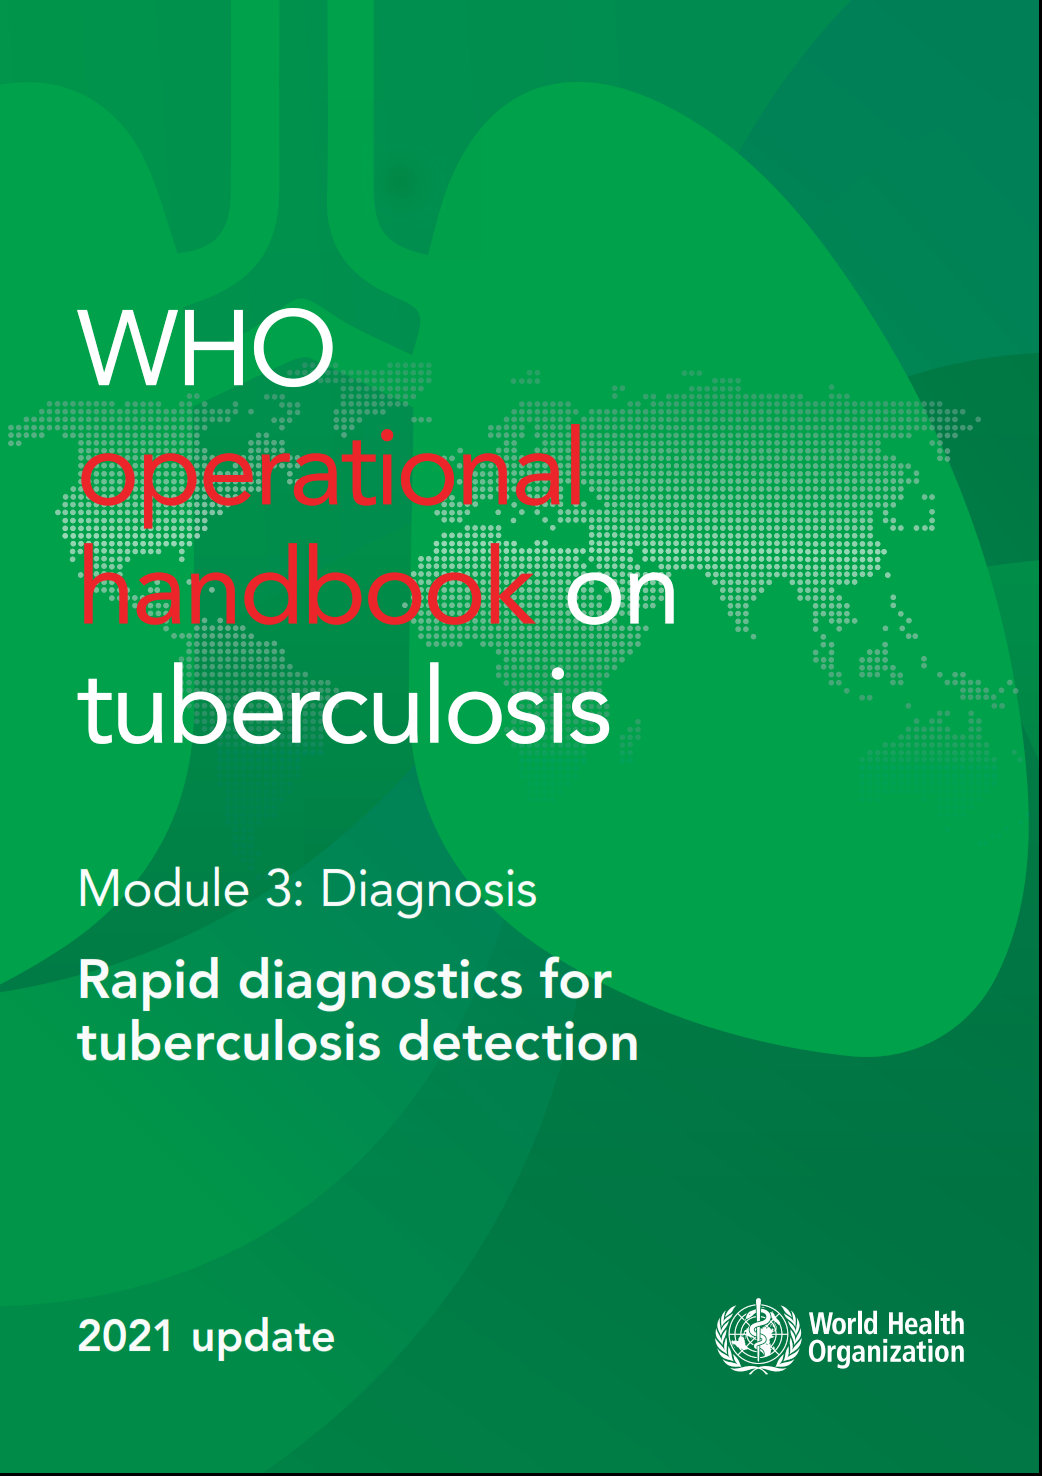 WHO
operational
handbook on
tuberculosis
Module 3: Diagnosis
Rapid diagnostics for
tuberculosis detection
2021 update
World Health
Organization